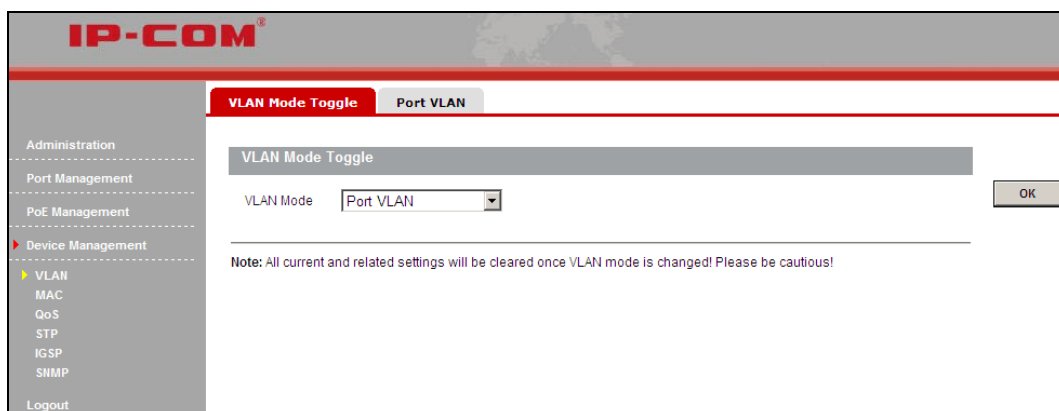 IP-COM®
VLAN Mode Toggle
Port VLAN
Administration
Port Management
PoE Management
Device Management
VLAN
MAC
QoS
STP
IGSP
SNMP
Logout
VLAN Mode Toggle
VLAN Mode
Port VLAN
OK
Note: All current and related settings will be cleared once VLAN mode is changed! Please be cautious!